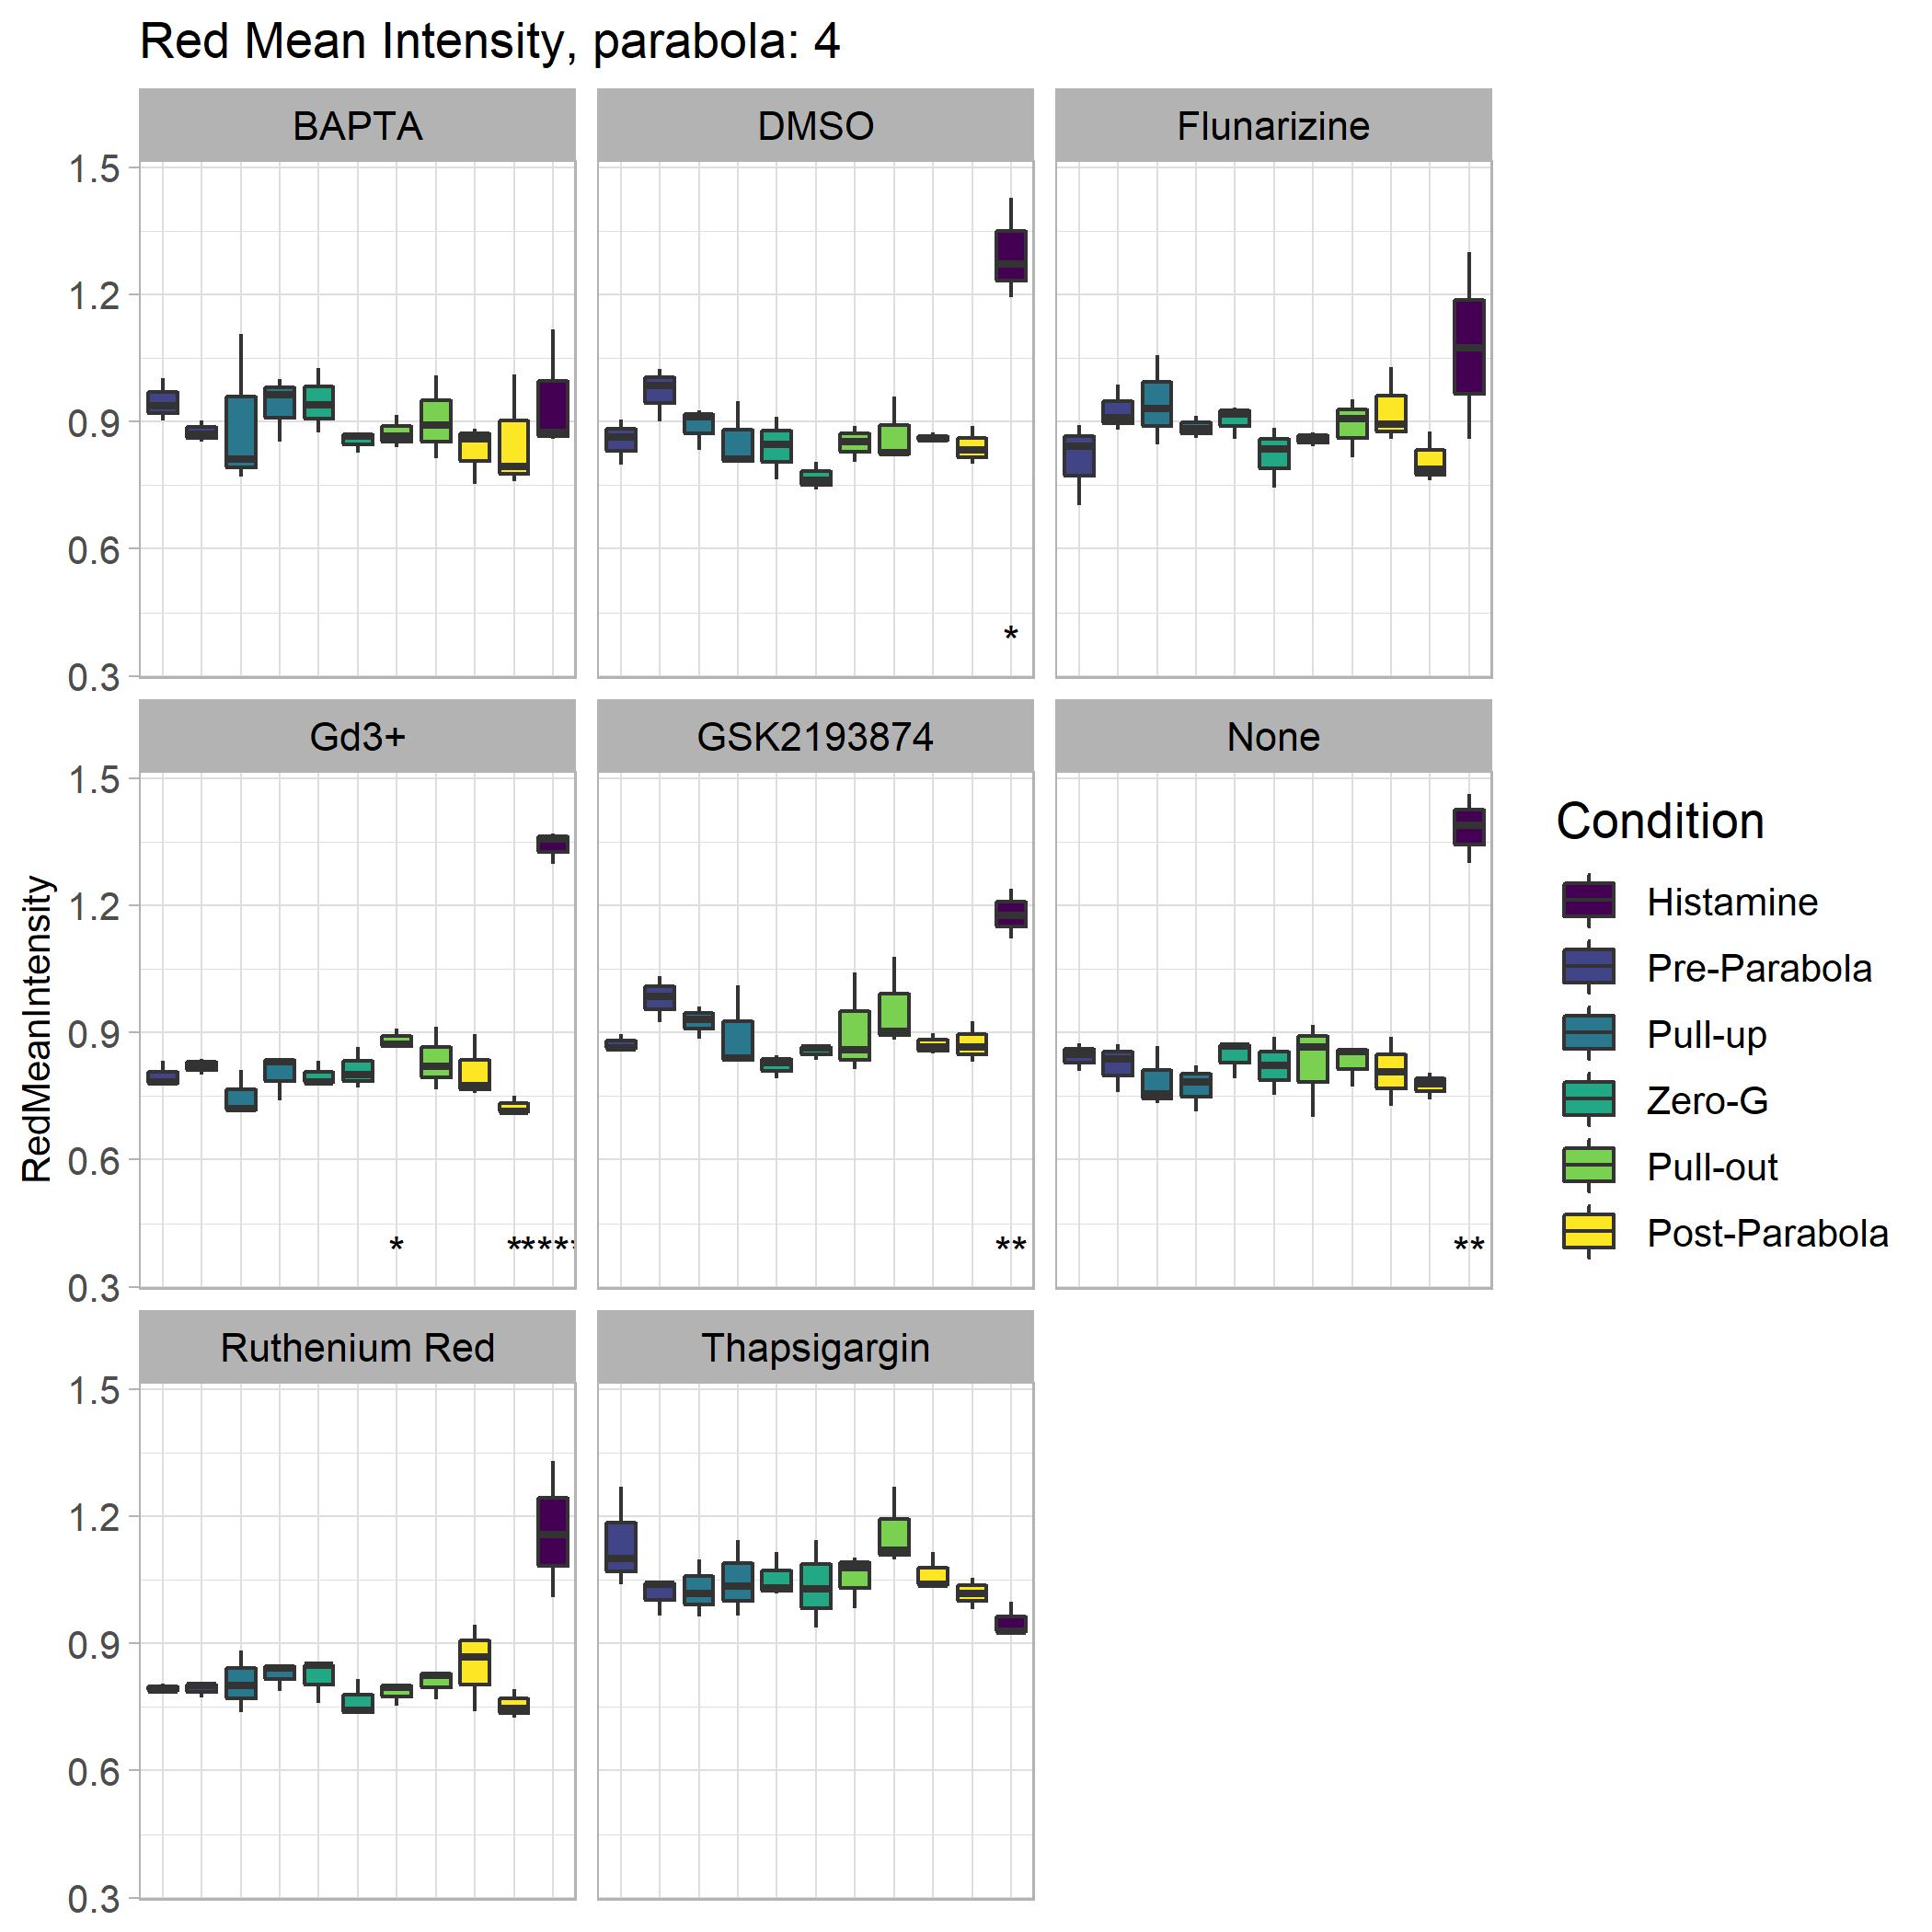 Red Mean Intensity, parabola: 4
BAPTA DMSO Flunarizine
1.5
1.2
0.9
0.6
0.3
*
Gd3+ GSK2193874 None
1.5
1.2
0.9
0.6
0.3
* ***** ** **
RedMeanIntensity
Ruthenium Red Thapsigargin
1.5
1.2
0.9
0.6
0.3
Condition
Histamine
Pre-Parabola
Pull-up
Zero-G
Pull-out
Post-Parabola